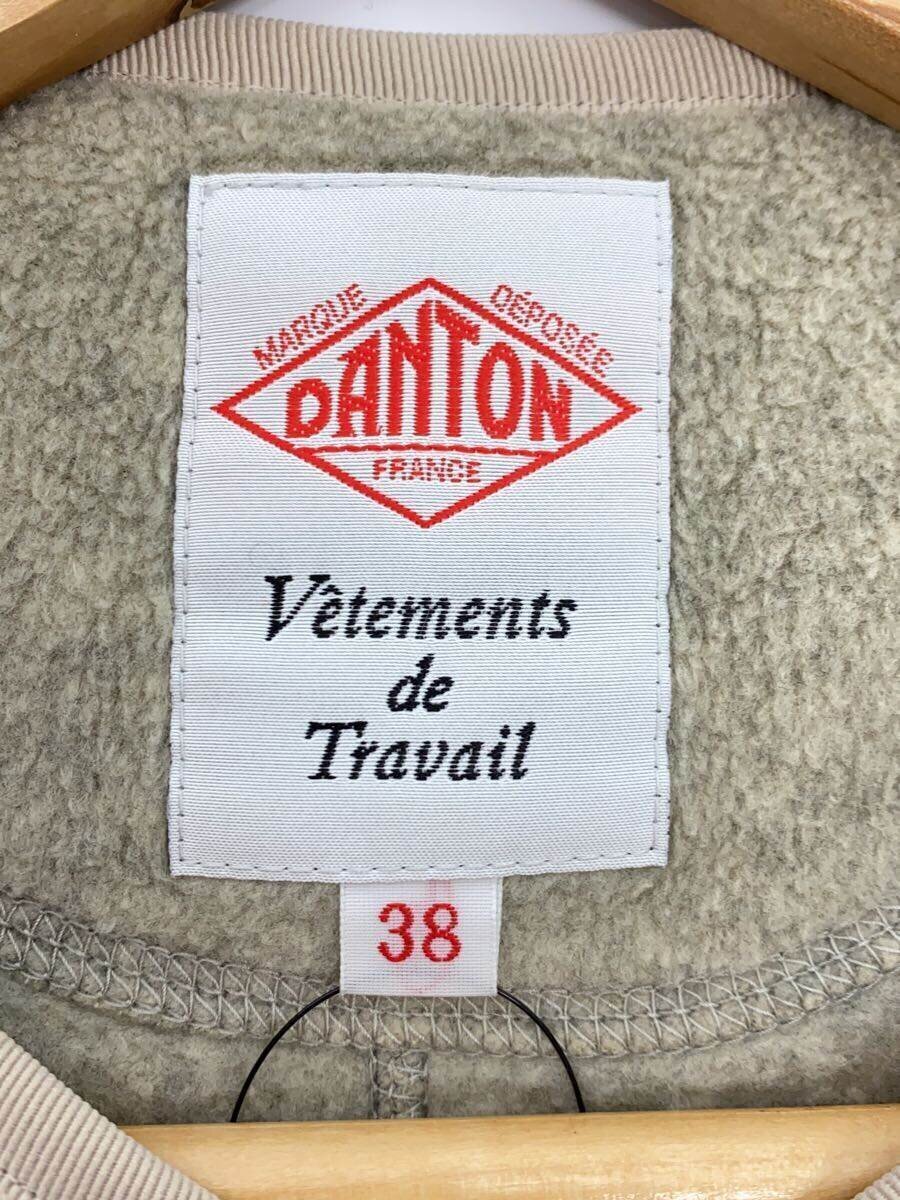 MARQUE DÉPOSÉE
DANTON
FRANCE
Vêtements
de
Travail
38